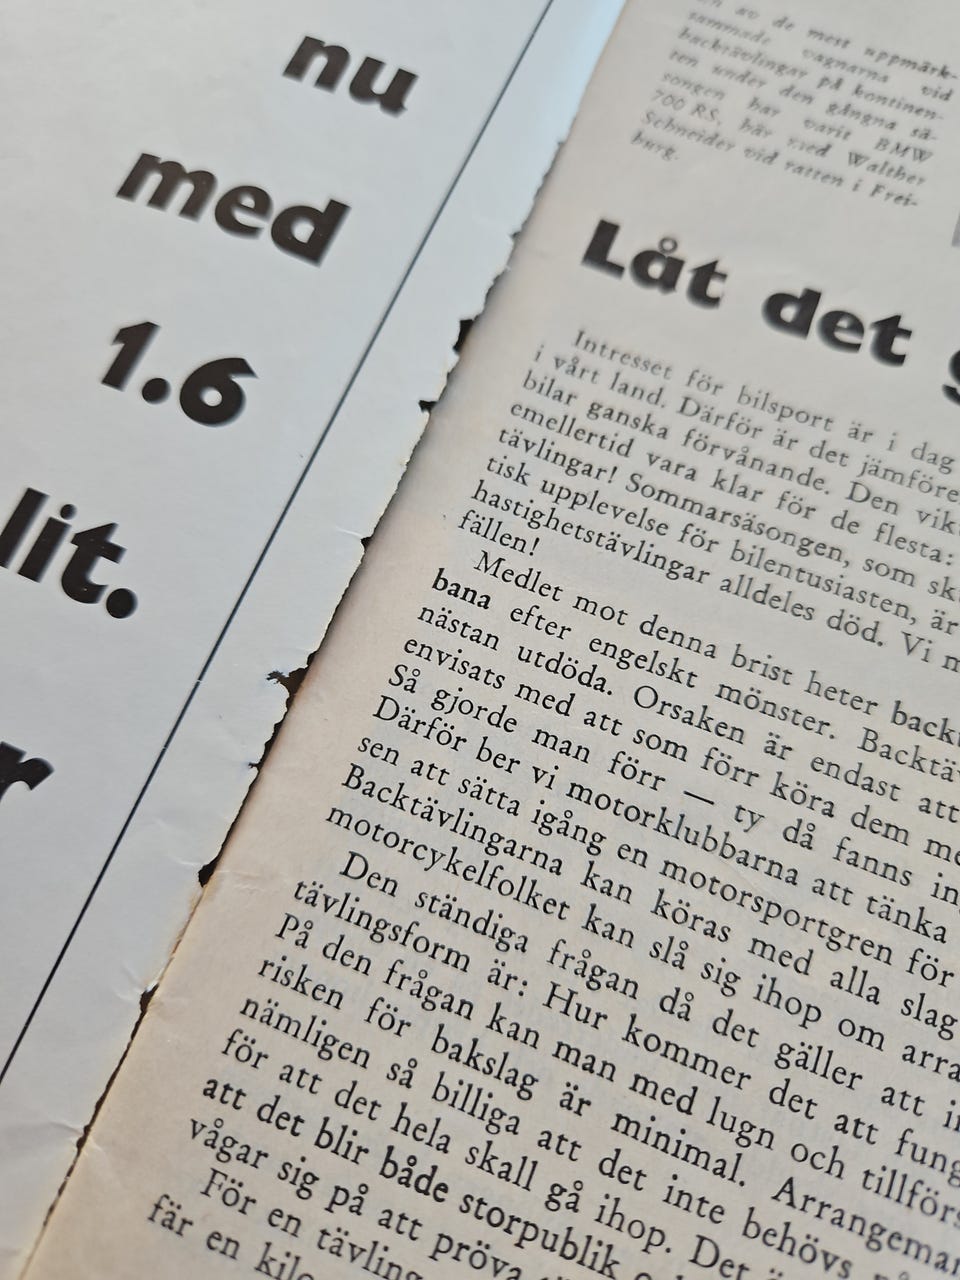 nu
med
1.6
lit.
r
av de mest uppmärk-
sammade vagnarna vid
backtävlingar på kontinen-
ten under den gångna sä-
songen har varit BMW
700 RS, här med Walther
Schneider vid ratten i Frei-
burg.
Låt det g
Intresset för bilsport är i dag
i vårt land. Därför är det jämföre
bilar ganska förvånande. Den vik
emellertid vara klar för de flesta:
tävlingar! Sommarsäsongen, som sk
tisk upplevelse för bilentusiasten, är
hastighetstävlingar alldeles död. Vi m
fällen!
Medlet mot denna brist heter backt
bana efter engelskt mönster. Backtäv
nästan utdöda. Orsaken är endast att
envisats med att som förr köra dem me
Så gjorde man förr — ty då fanns in
Därför ber vi motorklubbarna att tänka
sen att sätta igång en motorsportgren för
Backtävlingarna kan köras med alla slag
motorcykelfolket kan slå sig ihop om arra
Den ständiga frågan då det gäller att i
tävlingsform är: Hur kommer det att fung
På den frågan kan man med lugn och tillförs
risken för bakslag är minimal. Arrangeman
nämligen så billiga att det inte behövs
för att det hela skall gå ihop. Det
att det blir både storpublik
vågar sig på att pröva
För en tävling
fär en kilo